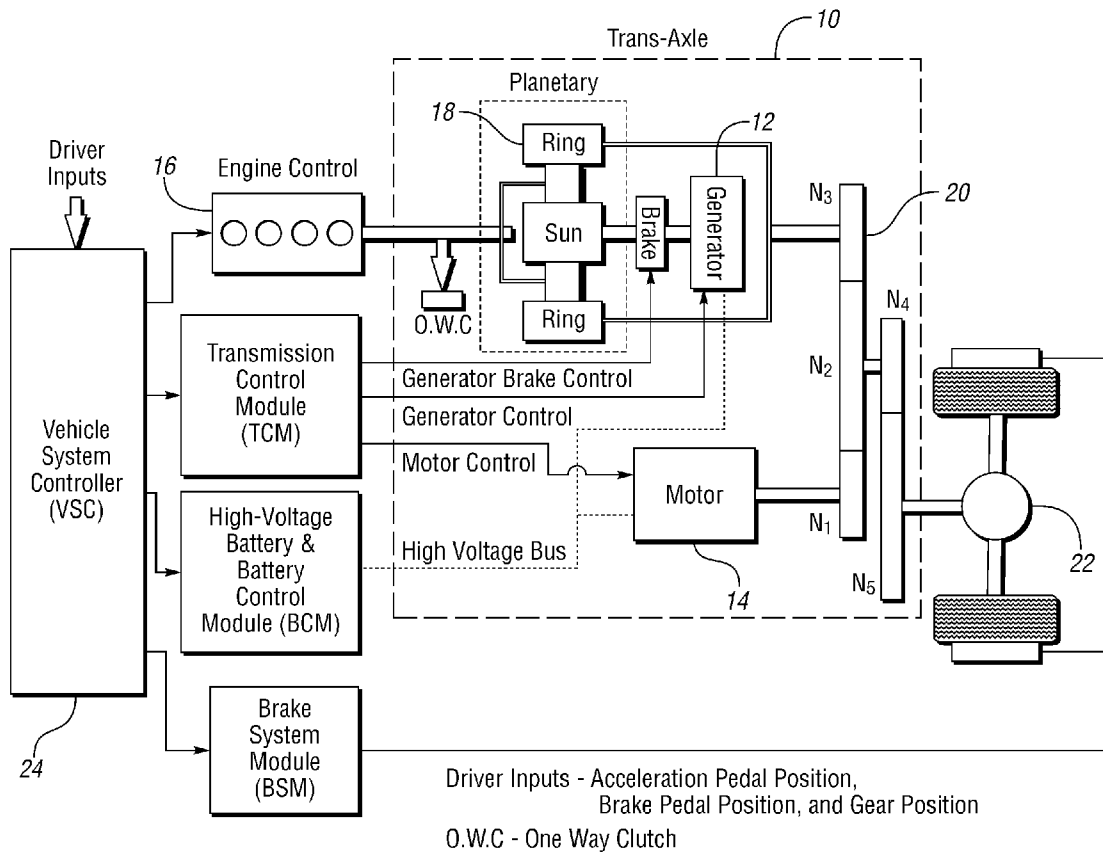 10
Trans-Axle
Planetary
18
Ring
12
Driver
Inputs
16
Engine Control
Sun
Brake
Generator
N3
20
O.W.C
Ring
N4
Transmission
Control
Module
(TCM)
Generator Brake Control
Generator Control
N2
Vehicle
System
Controller
(VSC)
Motor Control
Motor
N1
High-Voltage
Battery &
Battery
Control
Module (BCM)
High Voltage Bus
14
N5
22
24
Brake
System
Module
(BSM)
Driver Inputs - Acceleration Pedal Position,
Brake Pedal Position, and Gear Position
O.W.C - One Way Clutch